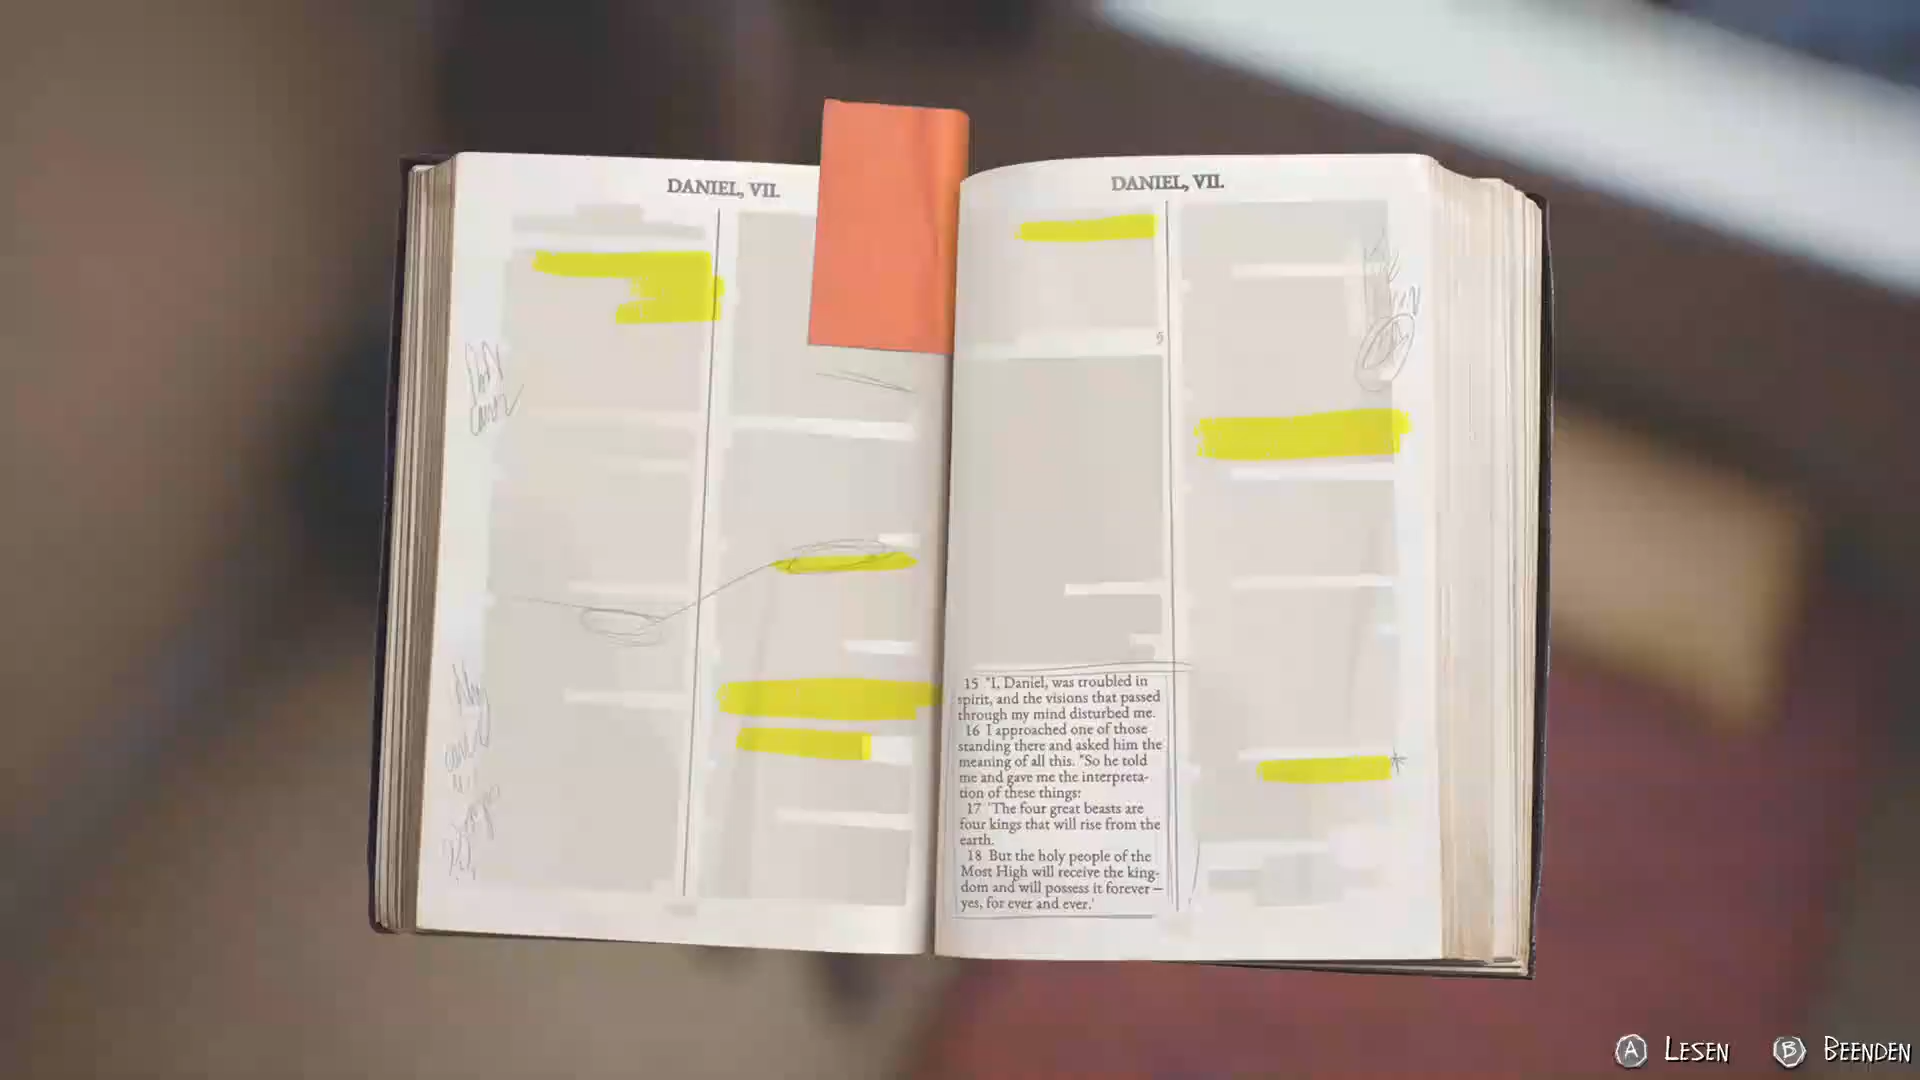 DANIEL, VII.
DANIEL, VII.
15 "I, Daniel, was troubled in
spirit, and the visions that passed
through my mind disturbed me.
16 I approached one of those
standing there and asked him the
meaning of all this. "So he told
me and gave me the interpreta-
tion of these things:
17 'The four great beasts are
four kings that will rise from the
earth.
18 But the holy people of the
Most High will receive the king-
dom and will possess it forever —
yes, for ever and ever.'
A LESEN B BEENDEN